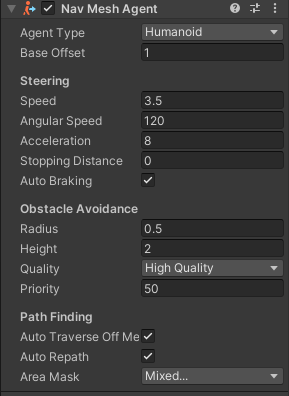 Nav Mesh Agent
Agent Type Humanoid
Base Offset 1
Steering
Speed 3.5
Angular Speed 120
Acceleration 8
Stopping Distance 0
Auto Braking
Obstacle Avoidance
Radius 0.5
Height 2
Quality High Quality
Priority 50
Path Finding
Auto Traverse Off Me
Auto Repath
Area Mask Mixed...